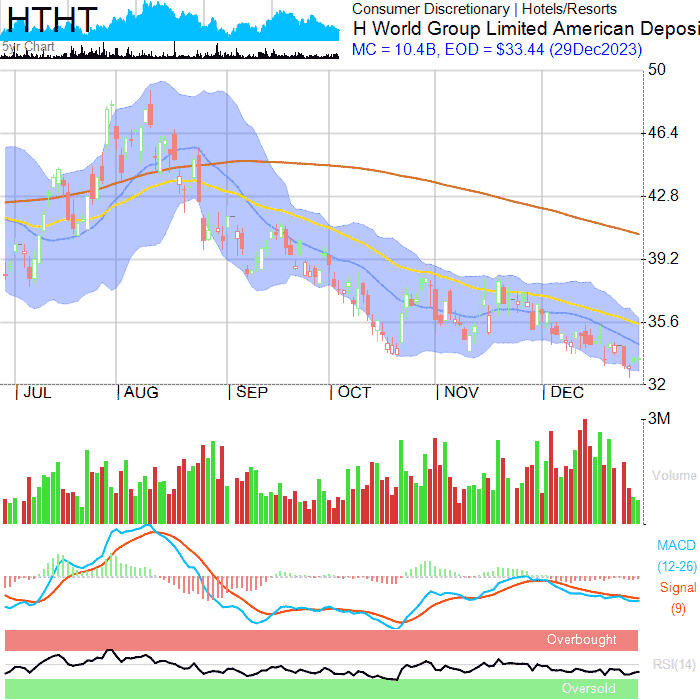 HTHT
Consumer Discretionary | Hotels/Resorts
H World Group Limited American Deposi
MC = 10.4B, EOD = $33.44 (29Dec2023)
5yr Chart
50
46.4
42.8
39.2
35.6
32
JUL AUG SEP OCT NOV DEC
3M
Volume
MACD
(12-26)
Signal
(9)
Overbought
RSI(14)
Oversold